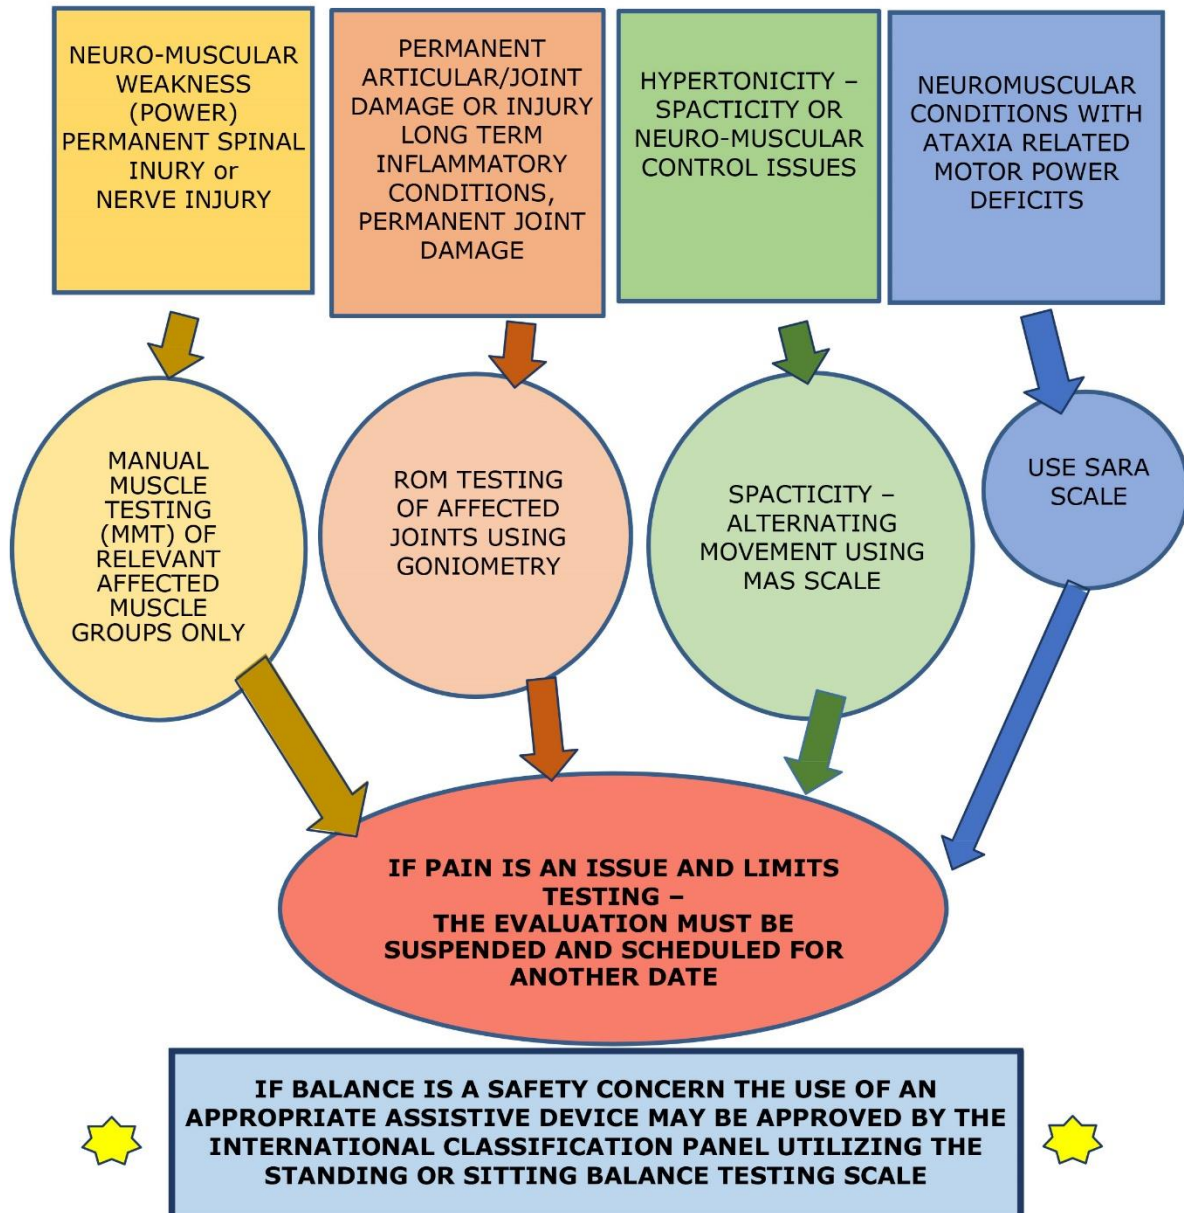 NEURO-MUSCULAR
WEAKNESS
(POWER)
PERMANENT SPINAL
INURY or
NERVE INJURY
PERMANENT
ARTICULAR/JOINT
DAMAGE OR INJURY
LONG TERM
INFLAMMATORY
CONDITIONS,
PERMANENT JOINT
DAMAGE
HYPERTONICITY –
SPACTICITY OR
NEURO-MUSCULAR
CONTROL ISSUES
NEUROMUSCULAR
CONDITIONS WITH
ATAXIA RELATED
MOTOR POWER
DEFICITS
MANUAL
MUSCLE
TESTING
(MMT) OF
RELEVANT
AFFECTED
MUSCLE
GROUPS ONLY
ROM TESTING
OF AFFECTED
JOINTS USING
GONIOMETRY
SPACTICITY –
ALTERNATING
MOVEMENT USING
MAS SCALE
USE SARA
SCALE
IF PAIN IS AN ISSUE AND LIMITS
TESTING –
THE EVALUATION MUST BE
SUSPENDED AND SCHEDULED FOR
ANOTHER DATE
IF BALANCE IS A SAFETY CONCERN THE USE OF AN
APPROPRIATE ASSISTIVE DEVICE MAY BE APPROVED BY THE
INTERNATIONAL CLASSIFICATION PANEL UTILIZING THE
STANDING OR SITTING BALANCE TESTING SCALE